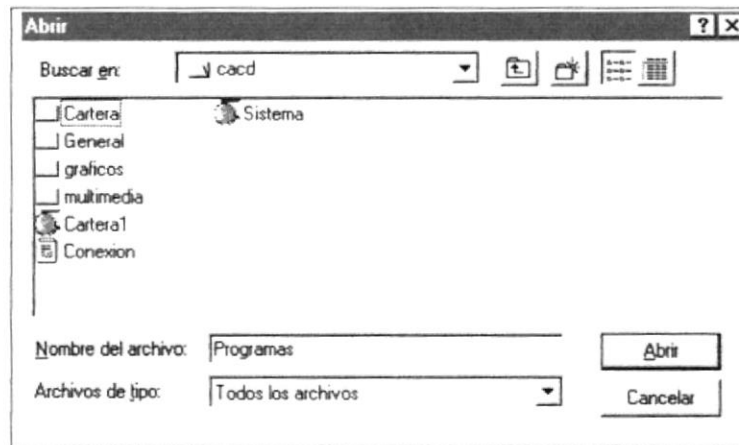 Abrir
Buscar en: cacd
Cartera Sistema
General
graficos
multimedia
Cartera1
Conexion
Nombre del archivo: Programas Abrir
Archivos de tipo: Todos los archivos Cancelar